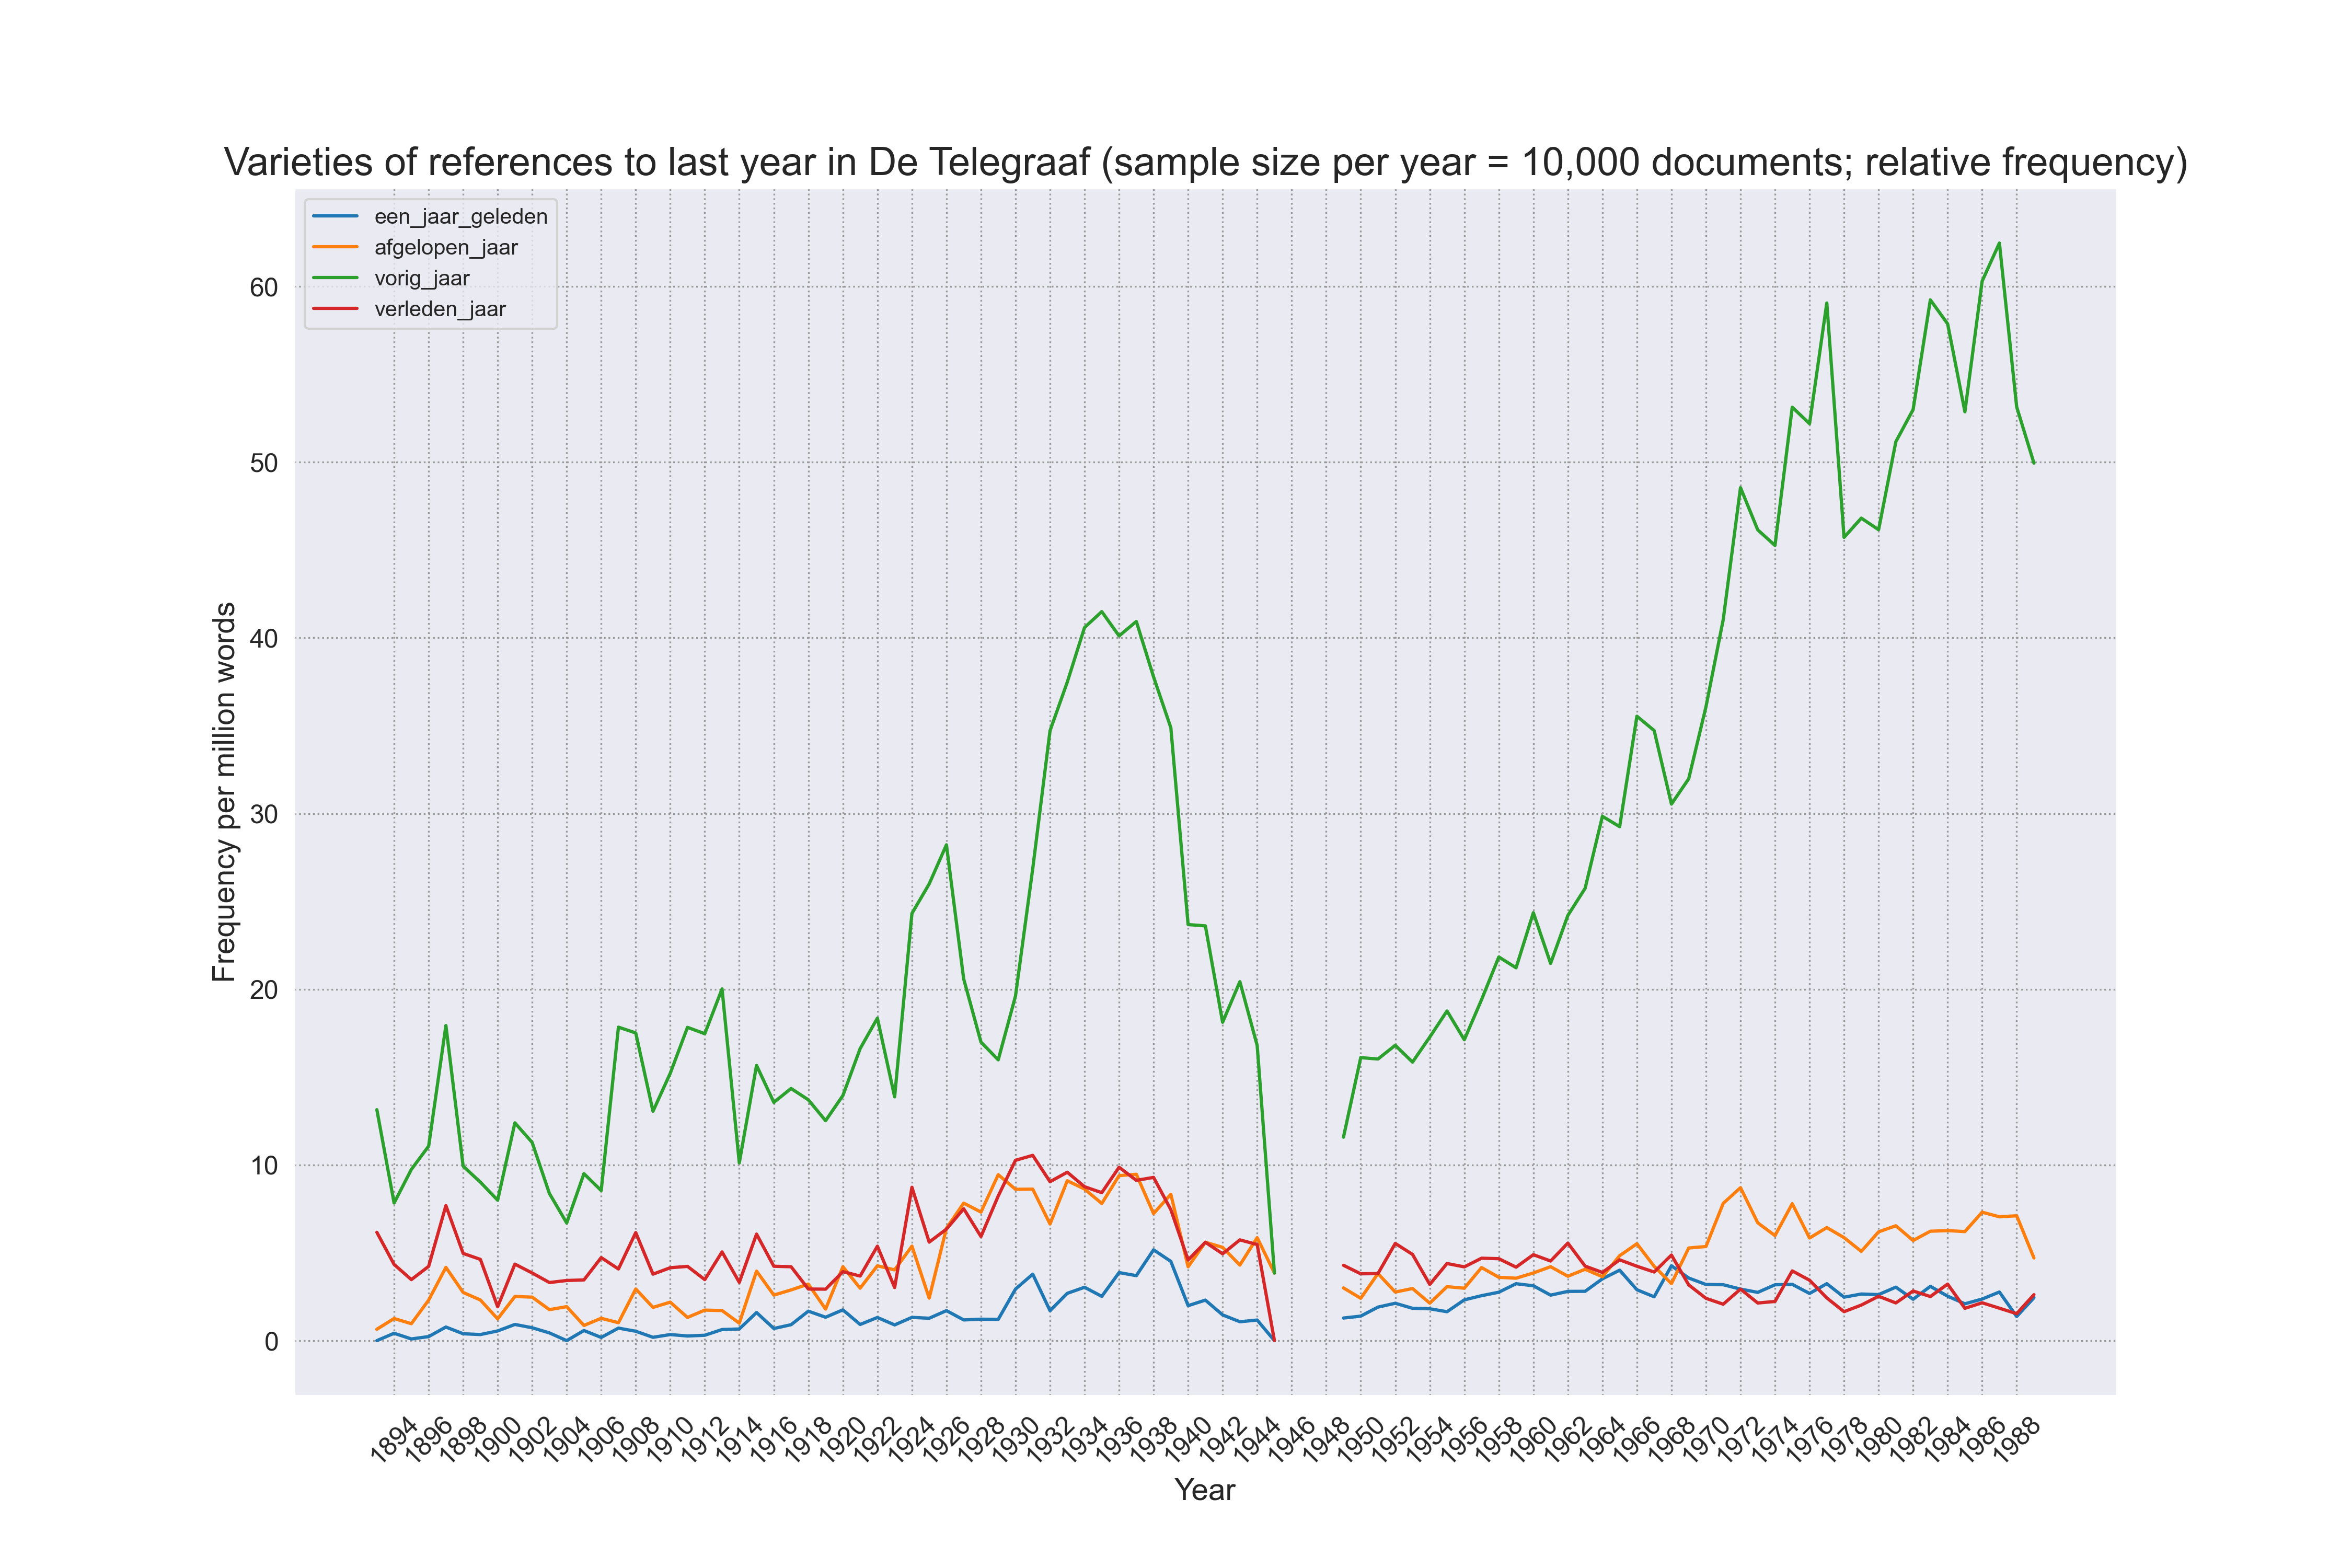 Varieties of references to last year in De Telegraaf (sample size per year = 10,000 documents; relative frequency)
een_jaar_geleden
afgelopen_jaar
vorig_jaar
verleden_jaar
Frequency per million words
60
50
40
30
20
10
0
1894 1896 1898 1900 1902 1904 1906 1908 1910 1912 1914 1916 1918 1920 1922 1924 1926 1928 1930 1932 1934 1936 1938 1940 1942 1944 1946 1948 1950 1952 1954 1956 1958 1960 1962 1964 1966 1968 1970 1972 1974 1976 1978 1980 1982 1984 1986 1988
Year